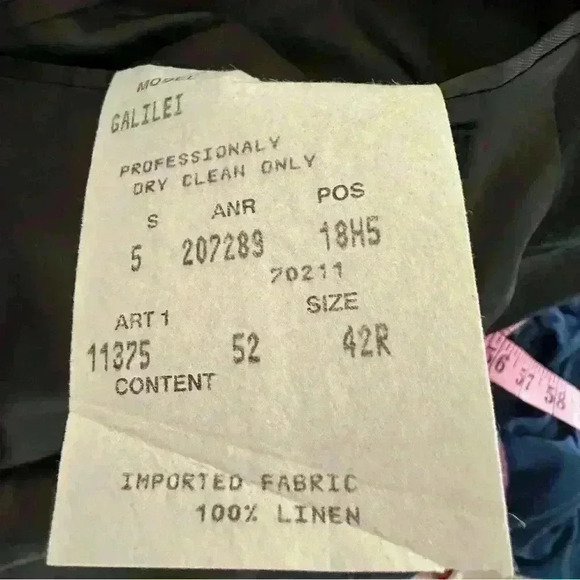 MODEL
GALILEI
PROFESSIONALY
DRY CLEAN ONLY
S ANR POS
5 207289 18H5
70211
ART 1 SIZE
11375 52 42R
CONTENT
IMPORTED FABRIC
100% LINEN
56 57 58